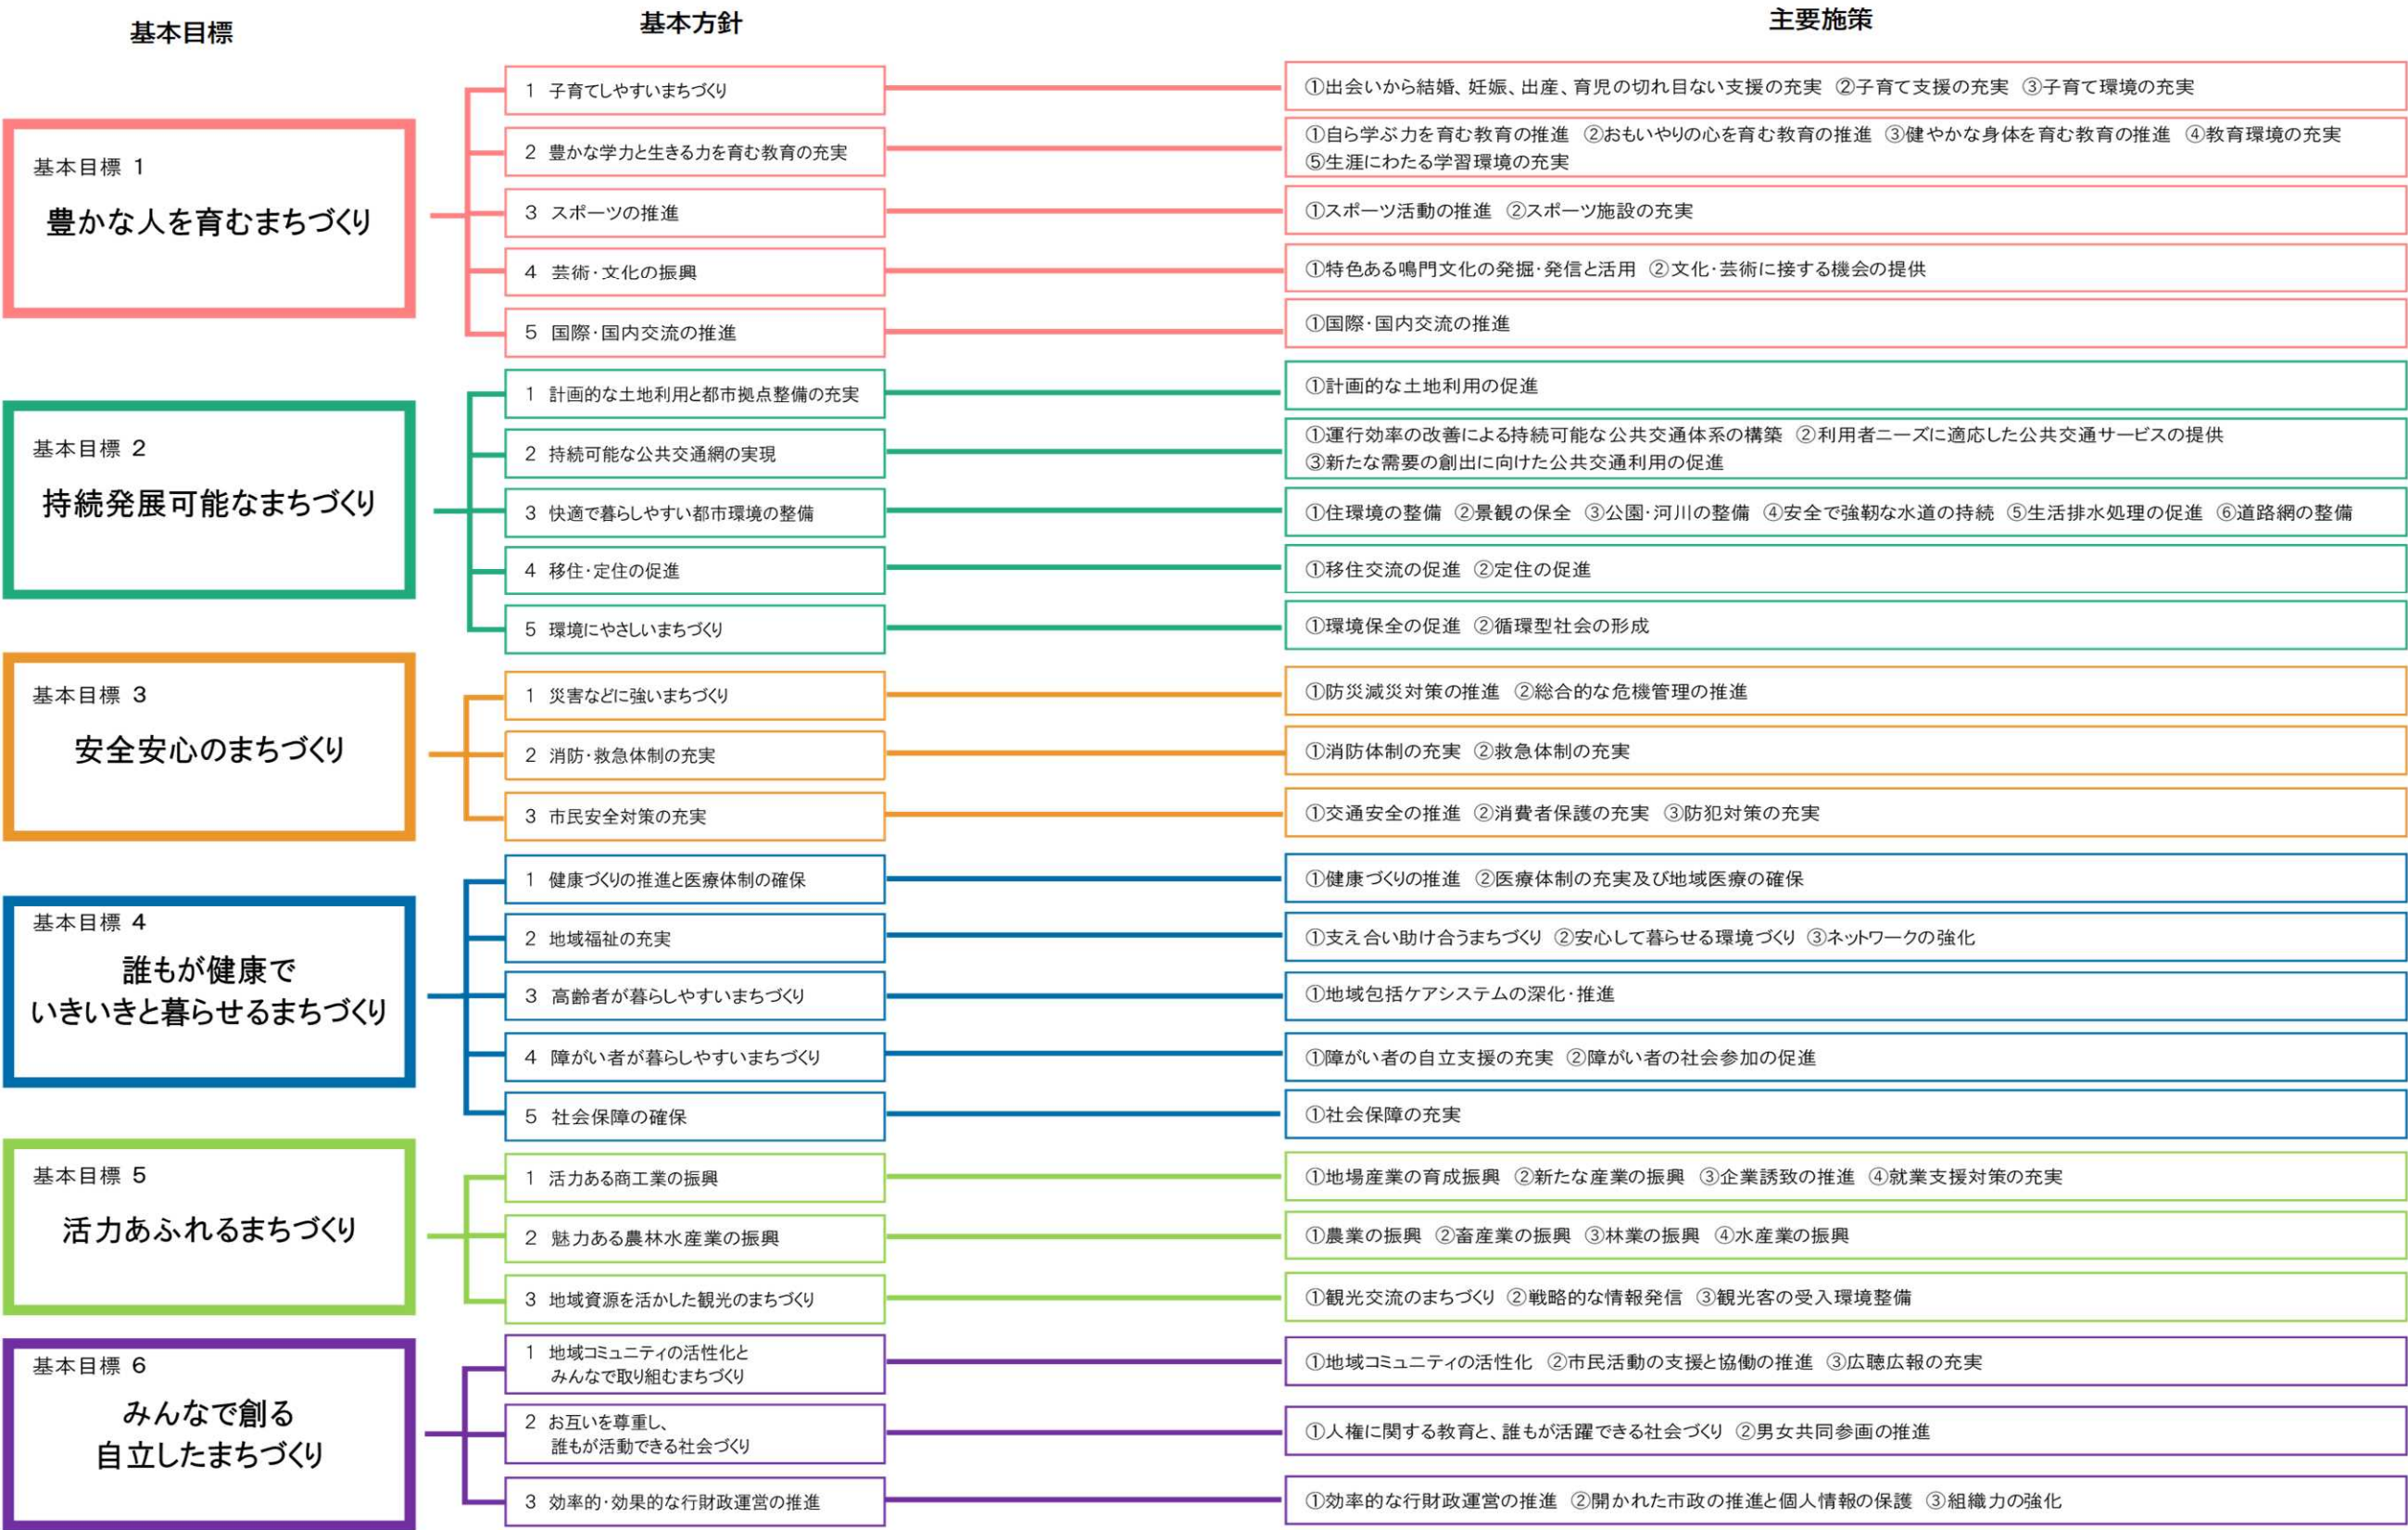 基本目標
基本方針
主要施策
基本目標 1
豊かな人を育むまちづくり
1 子育てしやすいまちづくり
①出会いから結婚、妊娠、出産、育児の切れ目ない支援の充実 ②子育て支援の充実 ③子育て環境の充実
2 豊かな学力と生きる力を育む教育の充実
①自ら学ぶ力を育む教育の推進 ②おもいやりの心を育む教育の推進 ③健やかな身体を育む教育の推進 ④教育環境の充実
⑤生涯にわたる学習環境の充実
3 スポーツの推進
①スポーツ活動の推進 ②スポーツ施設の充実
4 芸術・文化の振興
①特色ある鳴門文化の発掘・発信と活用 ②文化・芸術に接する機会の提供
5 国際・国内交流の推進
①国際・国内交流の推進
基本目標 2
持続発展可能なまちづくり
1 計画的な土地利用と都市拠点整備の充実
①計画的な土地利用の促進
2 持続可能な公共交通網の実現
①運行効率の改善による持続可能な公共交通体系の構築 ②利用者ニーズに適応した公共交通サービスの提供
③新たな需要の創出に向けた公共交通利用の促進
3 快適で暮らしやすい都市環境の整備
①住環境の整備 ②景観の保全 ③公園・河川の整備 ④安全で強靭な水道の持続 ⑤生活排水処理の促進 ⑥道路網の整備
4 移住・定住の促進
①移住交流の促進 ②定住の促進
5 環境にやさしいまちづくり
①環境保全の促進 ②循環型社会の形成
基本目標 3
安全安心のまちづくり
1 災害などに強いまちづくり
①防災減災対策の推進 ②総合的な危機管理の推進
2 消防・救急体制の充実
①消防体制の充実 ②救急体制の充実
3 市民安全対策の充実
①交通安全の推進 ②消費者保護の充実 ③防犯対策の充実
基本目標 4
誰もが健康で
いきいきと暮らせるまちづくり
1 健康づくりの推進と医療体制の確保
①健康づくりの推進 ②医療体制の充実及び地域医療の確保
2 地域福祉の充実
①支え合い助け合うまちづくり ②安心して暮らせる環境づくり ③ネットワークの強化
3 高齢者が暮らしやすいまちづくり
①地域包括ケアシステムの深化・推進
4 障がい者が暮らしやすいまちづくり
①障がい者の自立支援の充実 ②障がい者の社会参加の促進
5 社会保障の確保
①社会保障の充実
基本目標 5
活力あふれるまちづくり
1 活力ある商工業の振興
①地場産業の育成振興 ②新たな産業の振興 ③企業誘致の推進 ④就業支援対策の充実
2 魅力ある農林水産業の振興
①農業の振興 ②畜産業の振興 ③林業の振興 ④水産業の振興
3 地域資源を活かした観光のまちづくり
①観光交流のまちづくり ②戦略的な情報発信 ③観光客の受入環境整備
基本目標 6
みんなで創る
自立したまちづくり
1 地域コミュニティの活性化と
みんなで取り組むまちづくり
①地域コミュニティの活性化 ②市民活動の支援と協働の推進 ③広聴広報の充実
2 お互いを尊重し、
誰もが活動できる社会づくり
①人権に関する教育と、誰もが活躍できる社会づくり ②男女共同参画の推進
3 効率的・効果的な行財政運営の推進
①効率的な行財政運営の推進 ②開かれた市政の推進と個人情報の保護 ③組織力の強化